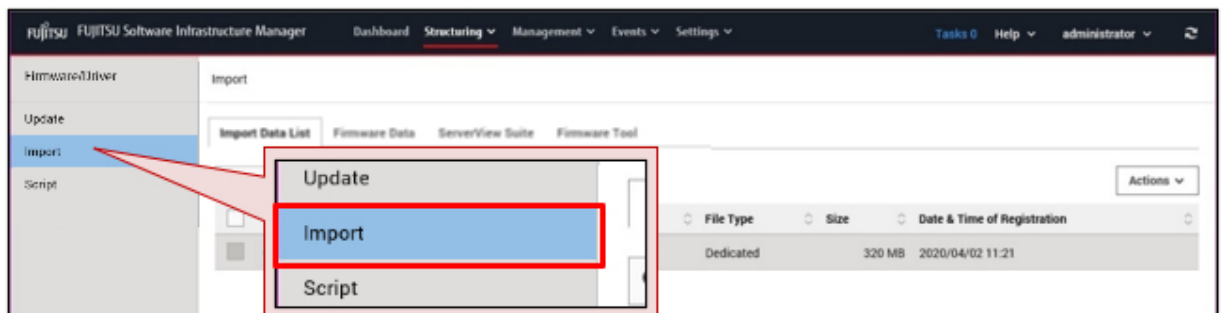 FUJITSU FUJITSU Software Infrastructure Manager Dashboard Structuring Management Events Settings Tasks 0 Help administrator
Firmware/Driver
Import
Update
Import
Script
Import Data List Firmware Data ServerView Suite Firmware Tool
Actions
File Type Size Date & Time of Registration
Dedicated 320 MB 2020/04/02 11:21
Update
Import
Script